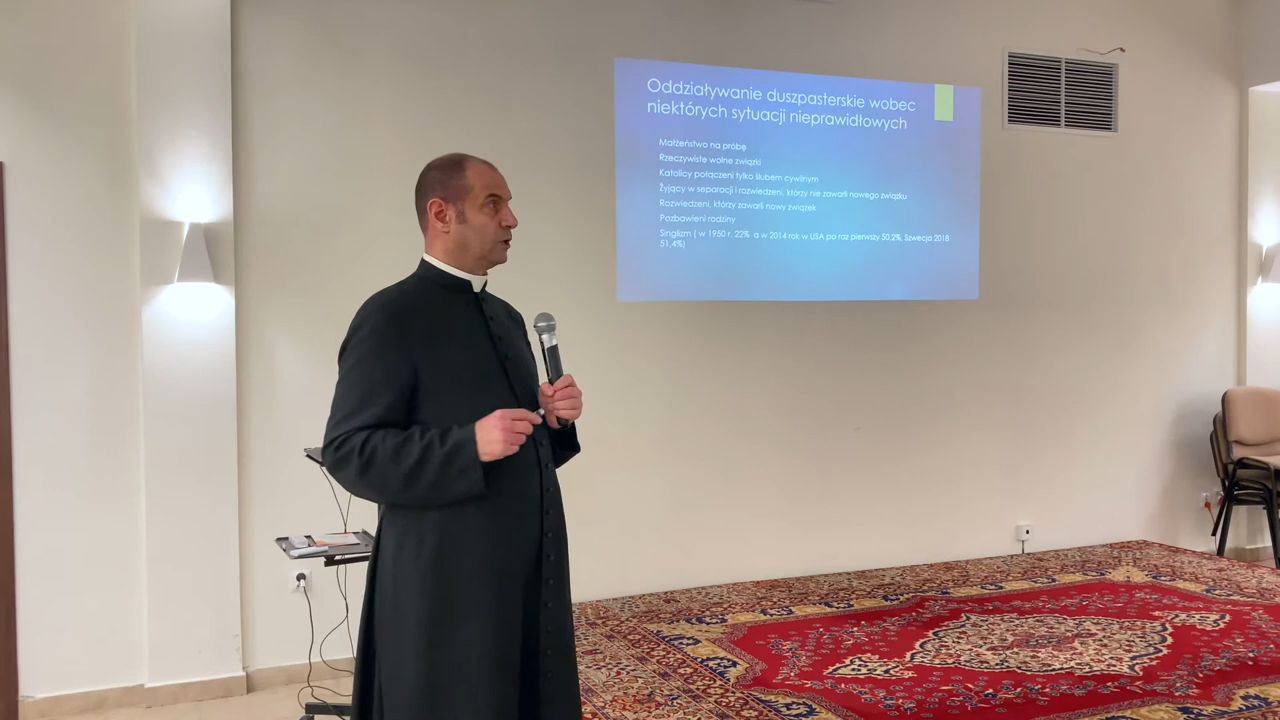 Oddziaływanie duszpasterskie wobec
niektórych sytuacji nieprawidłowych
Małżeństwo na próbę
Rzeczywiste wolne związki
Katolicy połączeni tylko ślubem cywilnym
Żyjący w separacji i rozwiedzeni, którzy nie zawarli nowego związku
Rozwiedzeni, którzy zawarli nowy związek
Pozbawieni rodziny
Singlizm ( w 1950 r. 22% a w 2014 rok w USA po raz pierwszy 50,2%, Szwecja 2018
51,4%)